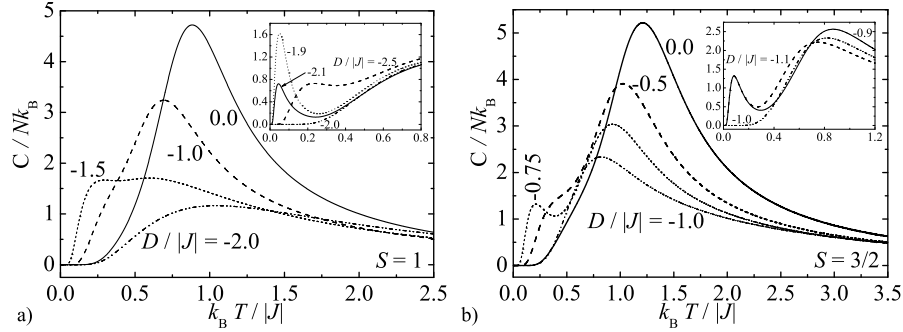 C / Nk_B
5
4
3
2
1
0
0.0 0.5 1.0 1.5 2.0 2.5
k_B T / |J|
a)
0.0
-1.0
-1.5
D / |J| = -2.0
S = 1
1.6
1.2
0.8
0.4
0.0
0.0 0.2 0.4 0.6 0.8
-1.9
D / |J| = -2.5
-2.1
-2.0
C / Nk_B
5
4
3
2
1
0
0.0 0.5 1.0 1.5 2.0 2.5 3.0 3.5
k_B T / |J|
b)
0.0
-0.5
-0.75
D / |J| = -1.0
S = 3/2
2.5
2.0
1.5
1.0
0.5
0.0
0.0 0.4 0.8 1.2
-0.9
D / |J| = -1.1
-1.0